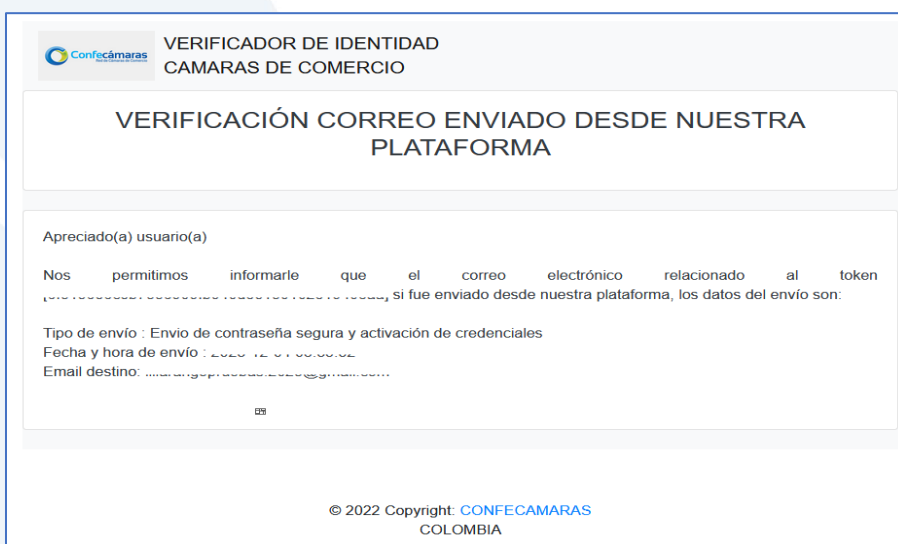 Confecámaras
VERIFICADOR DE IDENTIDAD
CAMARAS DE COMERCIO
VERIFICACIÓN CORREO ENVIADO DESDE NUESTRA
PLATAFORMA
Apreciado(a) usuario(a)
Nos permitimos informarle que el correo electrónico relacionado al token
si fue enviado desde nuestra plataforma, los datos del envío son:
Tipo de envío : Envio de contraseña segura y activación de credenciales
Fecha y hora de envío :
Email destino:
© 2022 Copyright: CONFECAMARAS
COLOMBIA